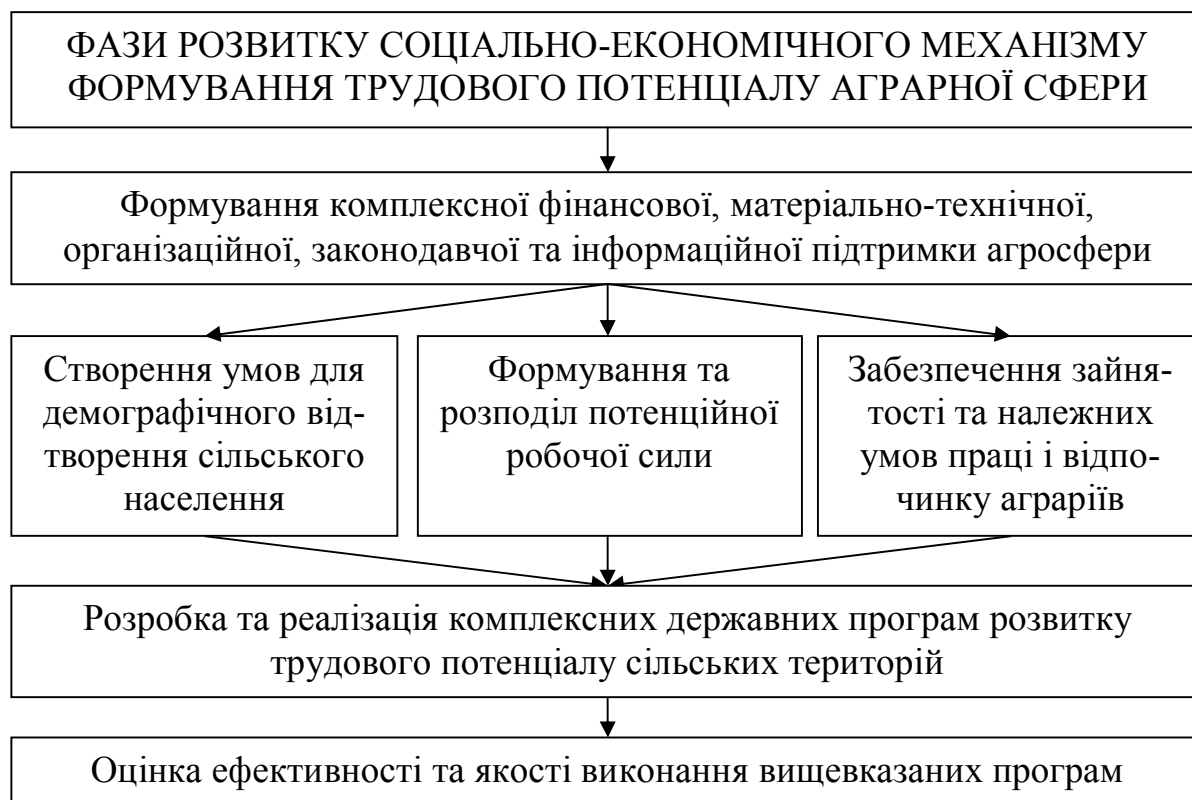 ФАЗИ РОЗВИТКУ СОЦІАЛЬНО-ЕКОНОМІЧНОГО МЕХАНІЗМУ
ФОРМУВАННЯ ТРУДОВОГО ПОТЕНЦІАЛУ АГРАРНОЇ СФЕРИ
Формування комплексної фінансової, матеріально-технічної,
організаційної, законодавчої та інформаційної підтримки агросфери
Створення умов для
демографічного від-
творення сільського
населення
Формування та
розподіл потенційної
робочої сили
Забезпечення зайня-
тості та належних
умов праці і відпо-
чинку аграріїв
Розробка та реалізація комплексних державних програм розвитку
трудового потенціалу сільських територій
Оцінка ефективності та якості виконання вищевказаних програм